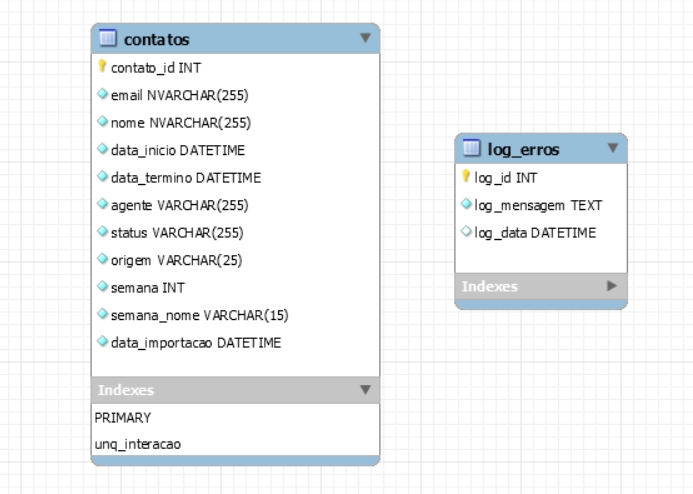 contatos
contato_id INT
email NVARCHAR(255)
nome NVARCHAR(255)
data_inicio DATETIME
data_termino DATETIME
agente VARCHAR(255)
status VARCHAR(255)
origem VARCHAR(25)
semana INT
semana_nome VARCHAR(15)
data_importacao DATETIME
Indexes
PRIMARY
unq_interacao
log_erros
log_id INT
log_mensagem TEXT
log_data DATETIME
Indexes